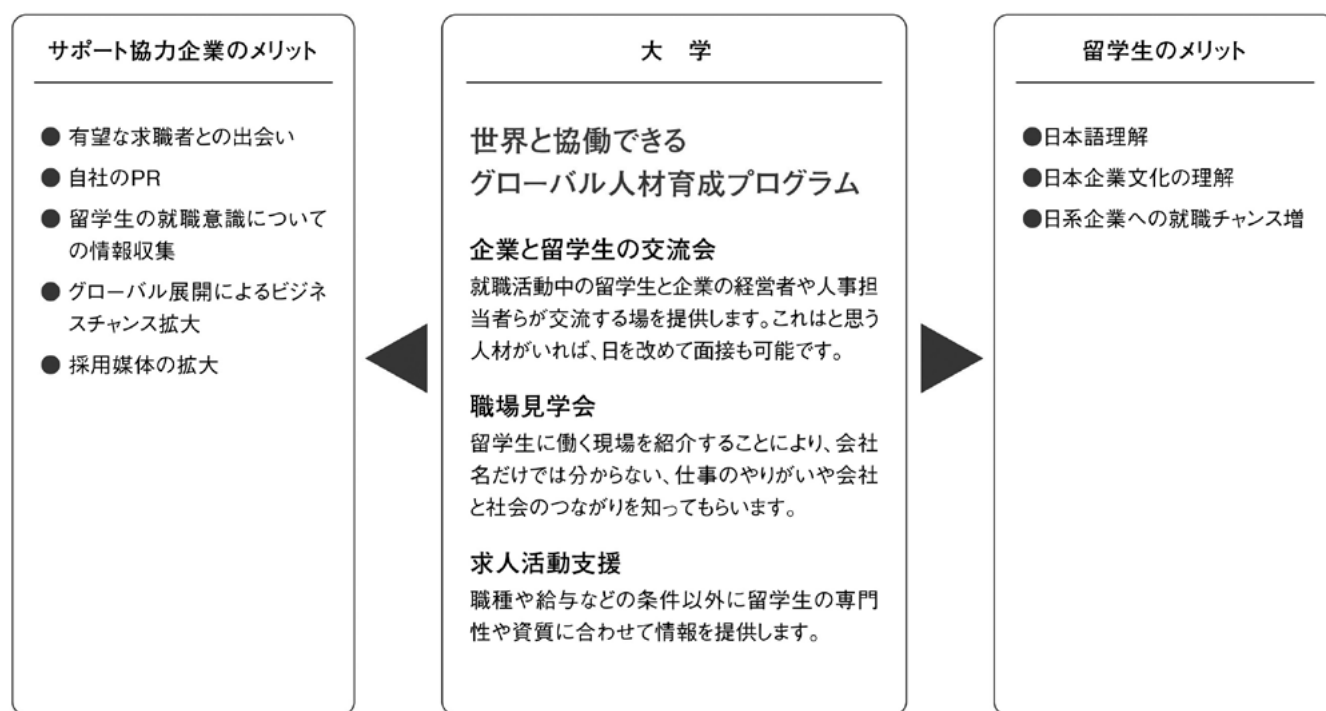 サポート協力企業のメリット
● 有望な求職者との出会い
● 自社のPR
● 留学生の就職意識について
の情報収集
● グローバル展開によるビジネ
スチャンス拡大
● 採用媒体の拡大
大　学
世界と協働できる
グローバル人材育成プログラム
企業と留学生の交流会
就職活動中の留学生と企業の経営者や人事担
当者らが交流する場を提供します。これはと思う
人材がいれば、日を改めて面接も可能です。
職場見学会
留学生に働く現場を紹介することにより、会社
名だけでは分からない、仕事のやりがいや会社
と社会のつながりを知ってもらいます。
求人活動支援
職種や給与などの条件以外に留学生の専門
性や資質に合わせて情報を提供します。
留学生のメリット
●日本語理解
●日本企業文化の理解
●日系企業への就職チャンス増